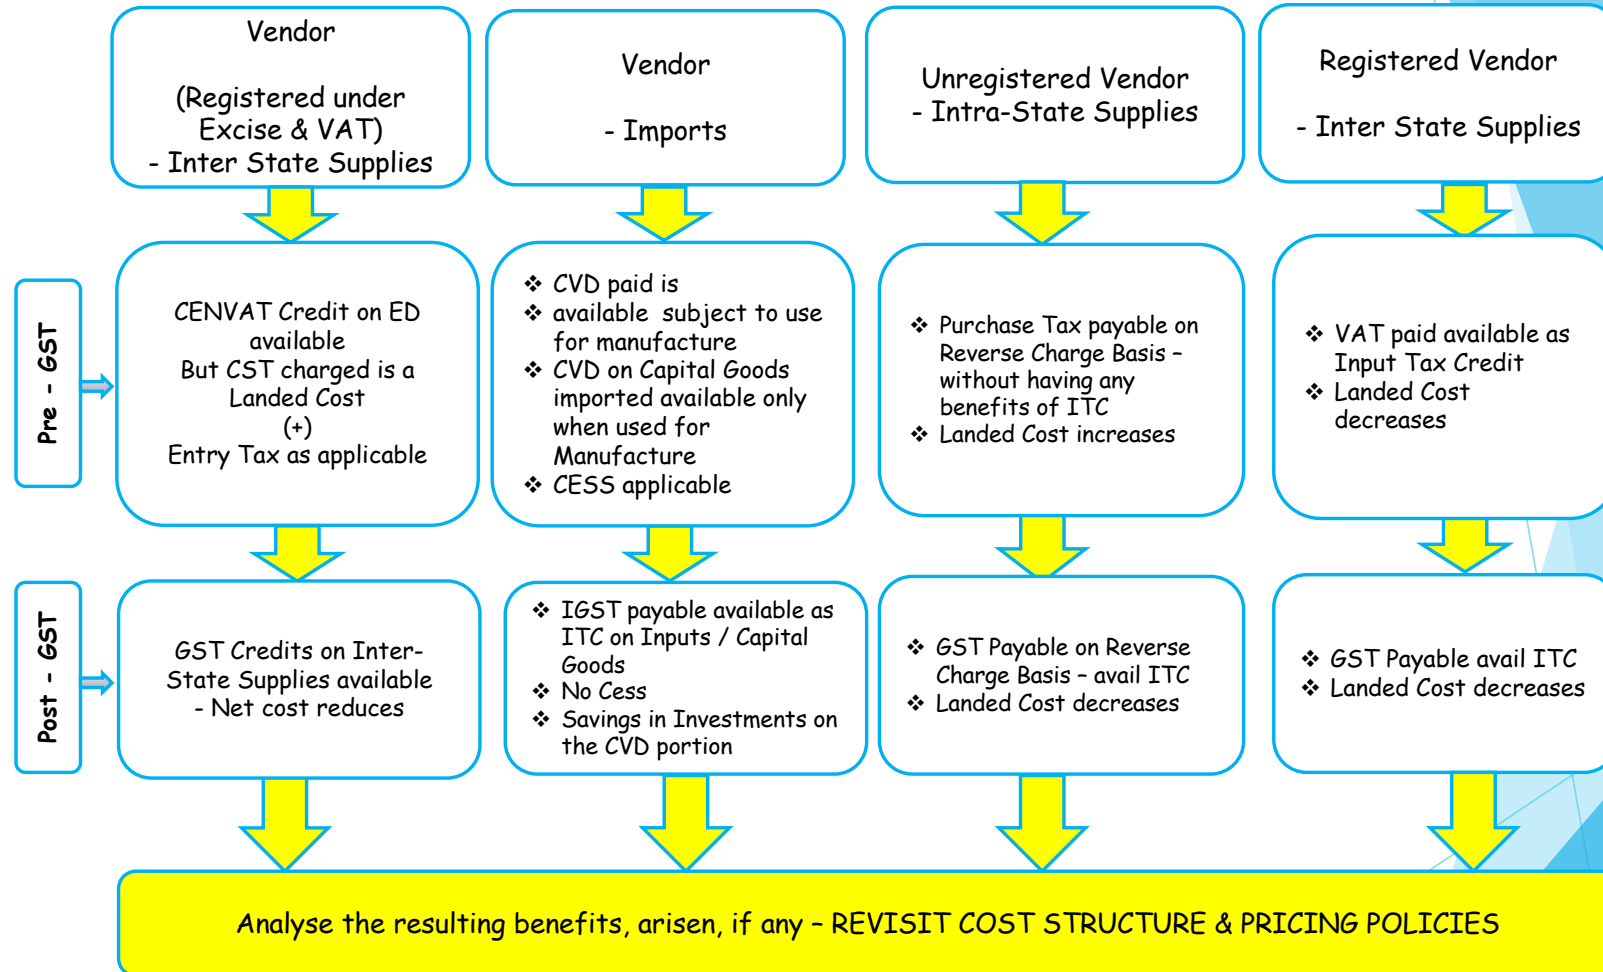 Vendor
(Registered under
Excise & VAT)
- Inter State Supplies
Vendor
- Imports
Unregistered Vendor
- Intra-State Supplies
Registered Vendor
- Inter State Supplies
Pre - GST
CENVAT Credit on ED
available
But CST charged is a
Landed Cost
(+)
Entry Tax as applicable
❖ CVD paid is
❖ available subject to use
for manufacture
❖ CVD on Capital Goods
imported available only
when used for
Manufacture
❖ CESS applicable
❖ Purchase Tax payable on
Reverse Charge Basis –
without having any
benefits of ITC
❖ Landed Cost increases
❖ VAT paid available as
Input Tax Credit
❖ Landed Cost
decreases
Post - GST
GST Credits on Inter-
State Supplies available
- Net cost reduces
❖ IGST payable available as
ITC on Inputs / Capital
Goods
❖ No Cess
❖ Savings in Investments on
the CVD portion
❖ GST Payable on Reverse
Charge Basis – avail ITC
❖ Landed Cost decreases
❖ GST Payable avail ITC
❖ Landed Cost decreases
Analyse the resulting benefits, arisen, if any – REVISIT COST STRUCTURE & PRICING POLICIES